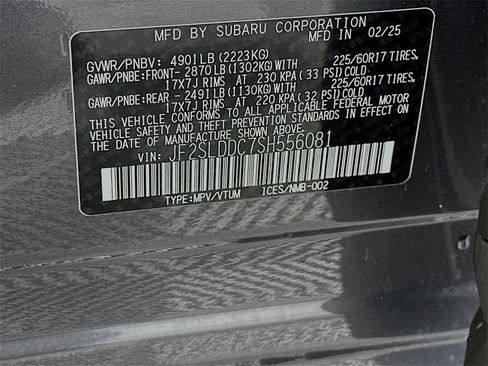 MFD BY SUBARU CORPORATION
MFD IN 02/25
GVWR/PNBV: 4901LB(2223KG)
GAWR/PNBE:FRONT- 2870LB(1302KG)WITH 225/60R17 TIRES,
17X7J RIMS AT 230 KPA(33 PSI)COLD
GAWR/PNBE:REAR - 2491LB(1130KG)WITH 225/60R17 TIRES,
17X7J RIMS AT 220 KPA(32 PSI)COLD
THIS VEHICLE CONFORMS TO ALL APPLICABLE FEDERAL MOTOR
VEHICLE SAFETY AND THEFT PREVENTION STANDARDS IN EFFECT ON
THE DATE OF MANUFACTURE SHOWN ABOVE.
VIN: JF2SLDDC7SH556081
TYPE:MPV/VTUM ICES/NMB-002